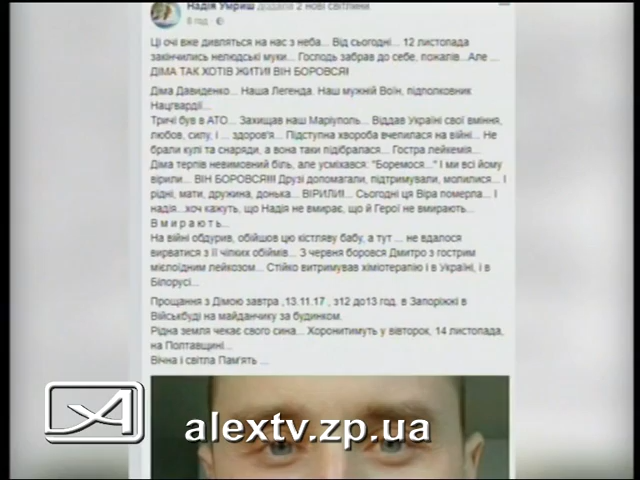 Надія Умриш додала 2 нові світлини
8 год
Ці очі вже дивляться на нас з неба... Від сьогодні... 12 листопада
закінчились нелюдські муки... Господь забрав до себе, пожалів...Але ...
ДІМА ТАК ХОТІВ ЖИТИ! ВІН БОРОВСЯ!
Діма Давиденко... Наша Легенда. Наш мужній Воїн, підполковник
Нацгвардії...
Тричі був в АТО... Захищав наш Маріуполь... Віддав Україні свої вміння,
любов, силу, і .... здоров'я... Підступна хвороба вчепилася на війні... Не
брали кулі та снаряди, а вона таки підібралася... Гостра лейкемія...
Діма терпів невимовний біль, але усміхався: "Боремося..." І ми всі йому
вірили... ВІН БОРОВСЯ!!! Друзі допомагали, підтримували, молилися... І
рідні, мати, дружина, донька... ВІРИЛИ!... Сьогодні ця Віра померла... І
надія...хоч кажуть, що Надія не вмирає, що й Герої не вмирають...
В м и р а ю т ь...
На війні обдурив, обійшов цю кістляву бабу, а тут ... не вдалося
вирватися з її чіпких обіймів... З червня боровся Дмитро з гострим
мієлоїдним лейкозом... Стійко витримував хіміотерапію і в Україні, і в
Білорусі...
Прощання з Дімою завтра ,13.11.17 , з12 до13 год. в Запоріжжі в
Військбуді на майданчику за будинком.
Рідна земля чекає свого сина... Хоронитимуть у вівторок, 14 листопада,
на Полтавщині...
Вічна і світла Пам'ять ...
alextv.zp.ua